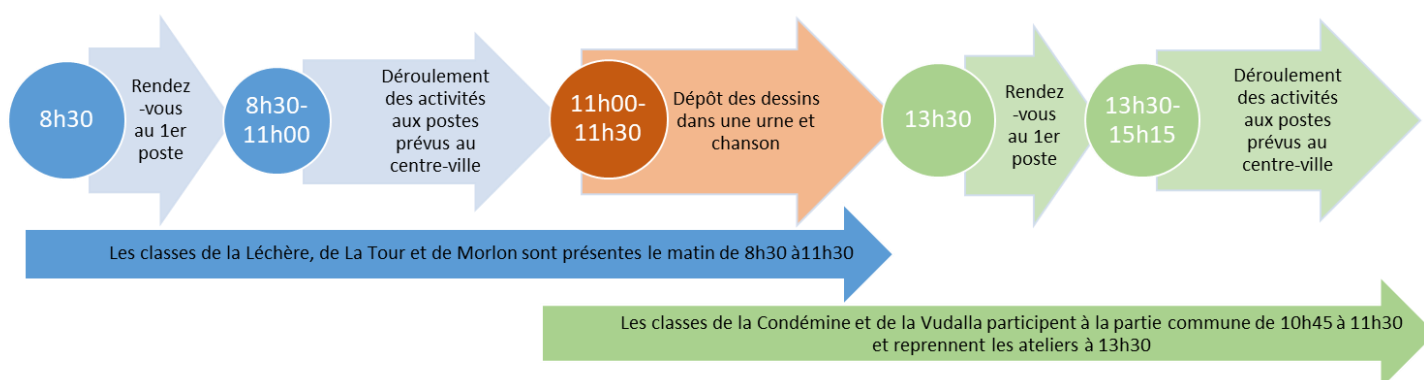 8h30
Rendez
-vous
au 1er
poste
8h30-
11h00
Déroulement
des activités
aux postes
prévus au
centre-ville
11h00-
11h30
Dépôt des dessins
dans une urne et
chanson
13h30
Rendez
-vous
au 1er
poste
13h30-
15h15
Déroulement
des activités
aux postes
prévus au
centre-ville
Les classes de la Léchère, de La Tour et de Morlon sont présentes le matin de 8h30 à11h30
Les classes de la Condémine et de la Vudalla participent à la partie commune de 10h45 à 11h30
et reprennent les ateliers à 13h30